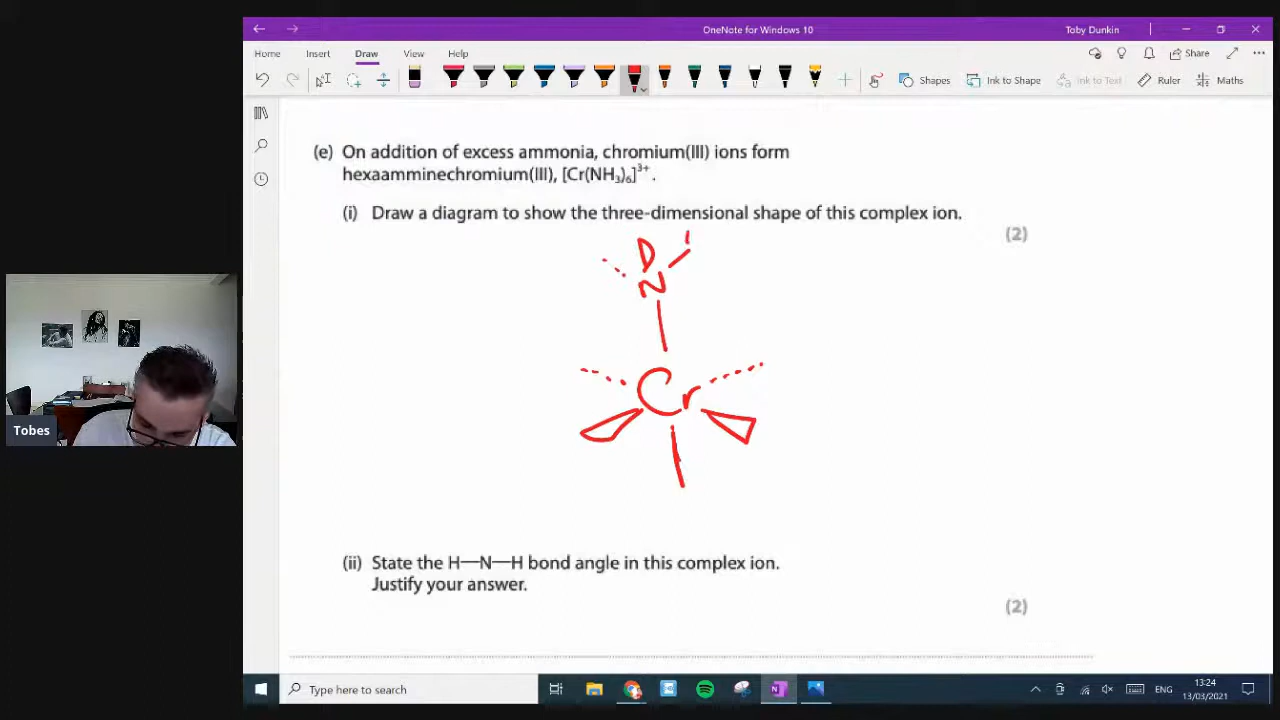 OneNote for Windows 10
Toby Dunkin
Home Insert Draw View Help
Share
Shapes Ink to Shape Ink to Text Ruler Maths
(e) On addition of excess ammonia, chromium(III) ions form
hexaamminechromium(III), [Cr(NH₃)₆]³⁺.
(i) Draw a diagram to show the three-dimensional shape of this complex ion.
(2)
N
Cr
Tobes
(ii) State the H—N—H bond angle in this complex ion.
Justify your answer.
(2)
Type here to search
ENG
13:24
13/03/2021